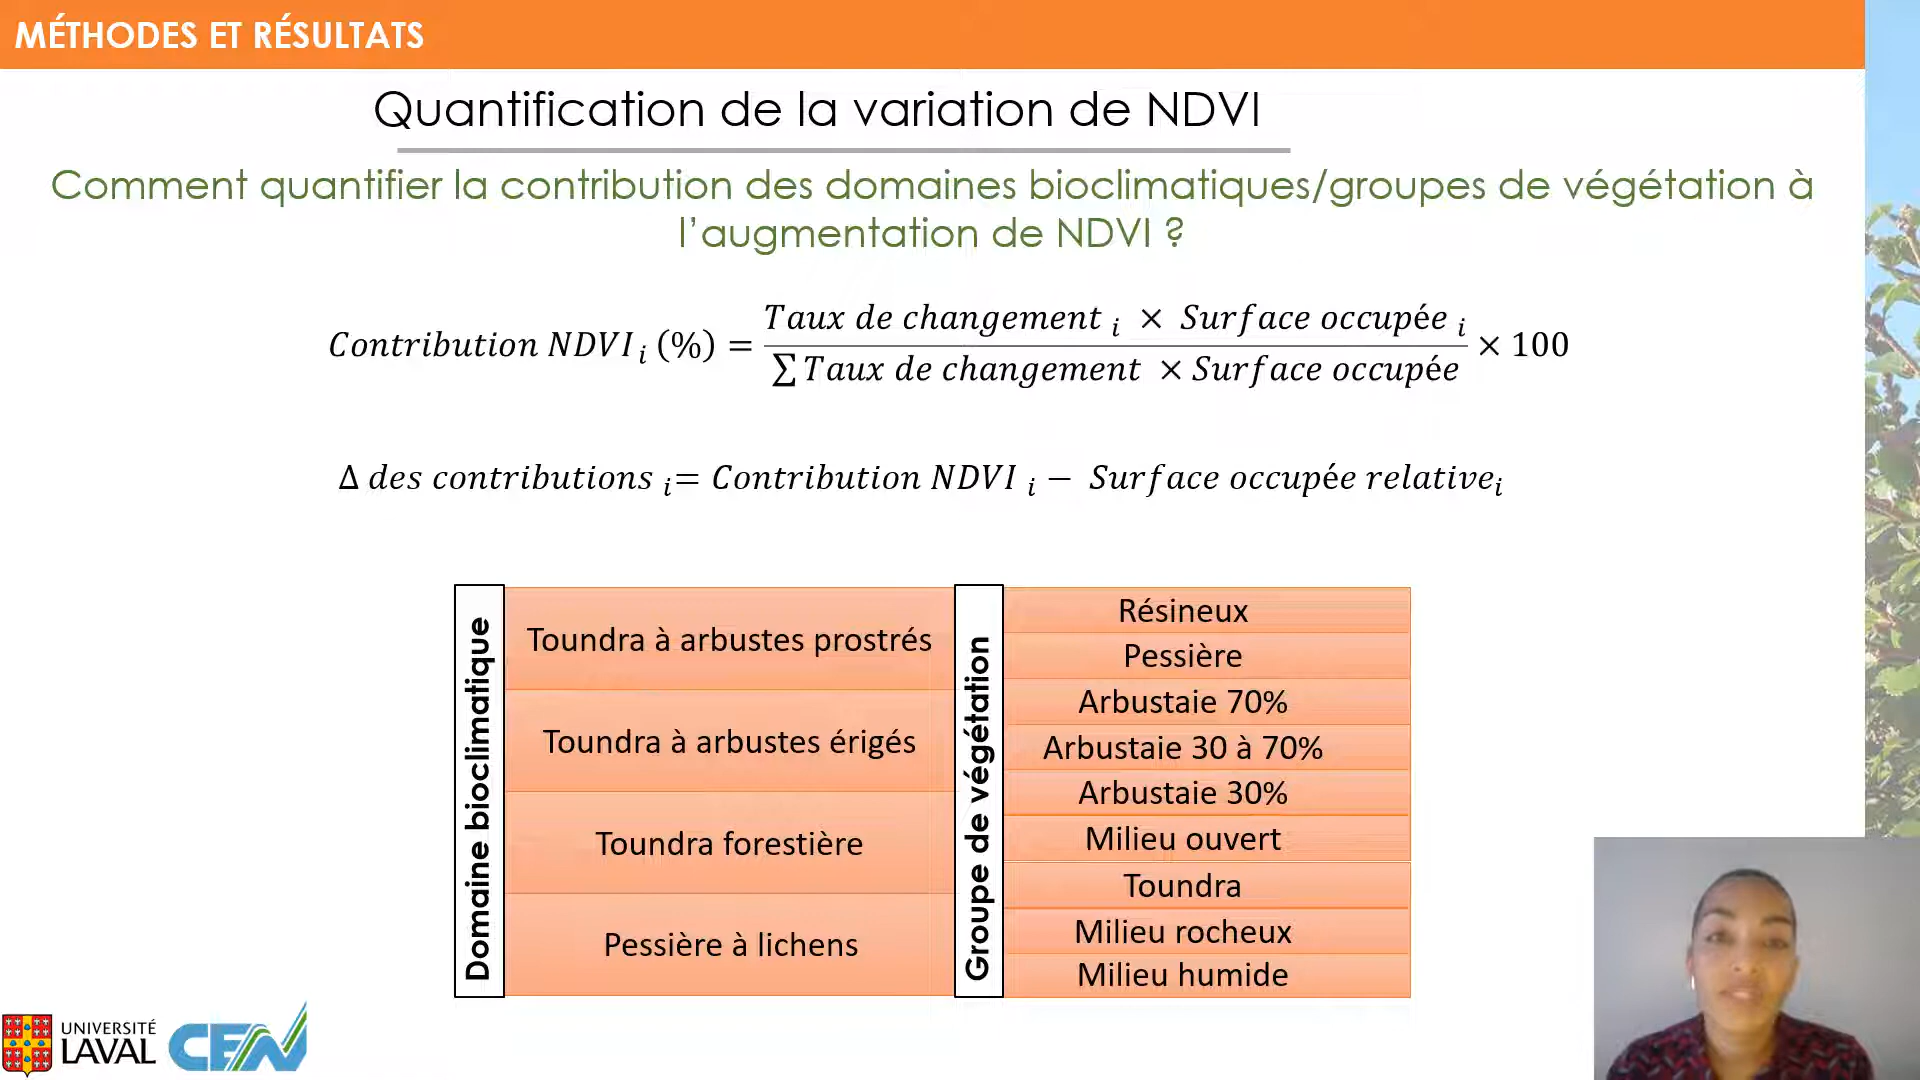 MÉTHODES ET RÉSULTATS
Quantification de la variation de NDVI
Comment quantifier la contribution des domaines bioclimatiques/groupes de végétation à
l’augmentation de NDVI ?
Contribution NDVI i (%) = Taux de changement i × Surface occupée i / ∑ Taux de changement × Surface occupée × 100
Δ des contributions i = Contribution NDVI i − Surface occupée relative i
Domaine bioclimatique
Toundra à arbustes prostrés
Toundra à arbustes érigés
Toundra forestière
Pessière à lichens
Groupe de végétation
Résineux
Pessière
Arbustaie 70%
Arbustaie 30 à 70%
Arbustaie 30%
Milieu ouvert
Toundra
Milieu rocheux
Milieu humide
UNIVERSITÉ
LAVAL
CEN